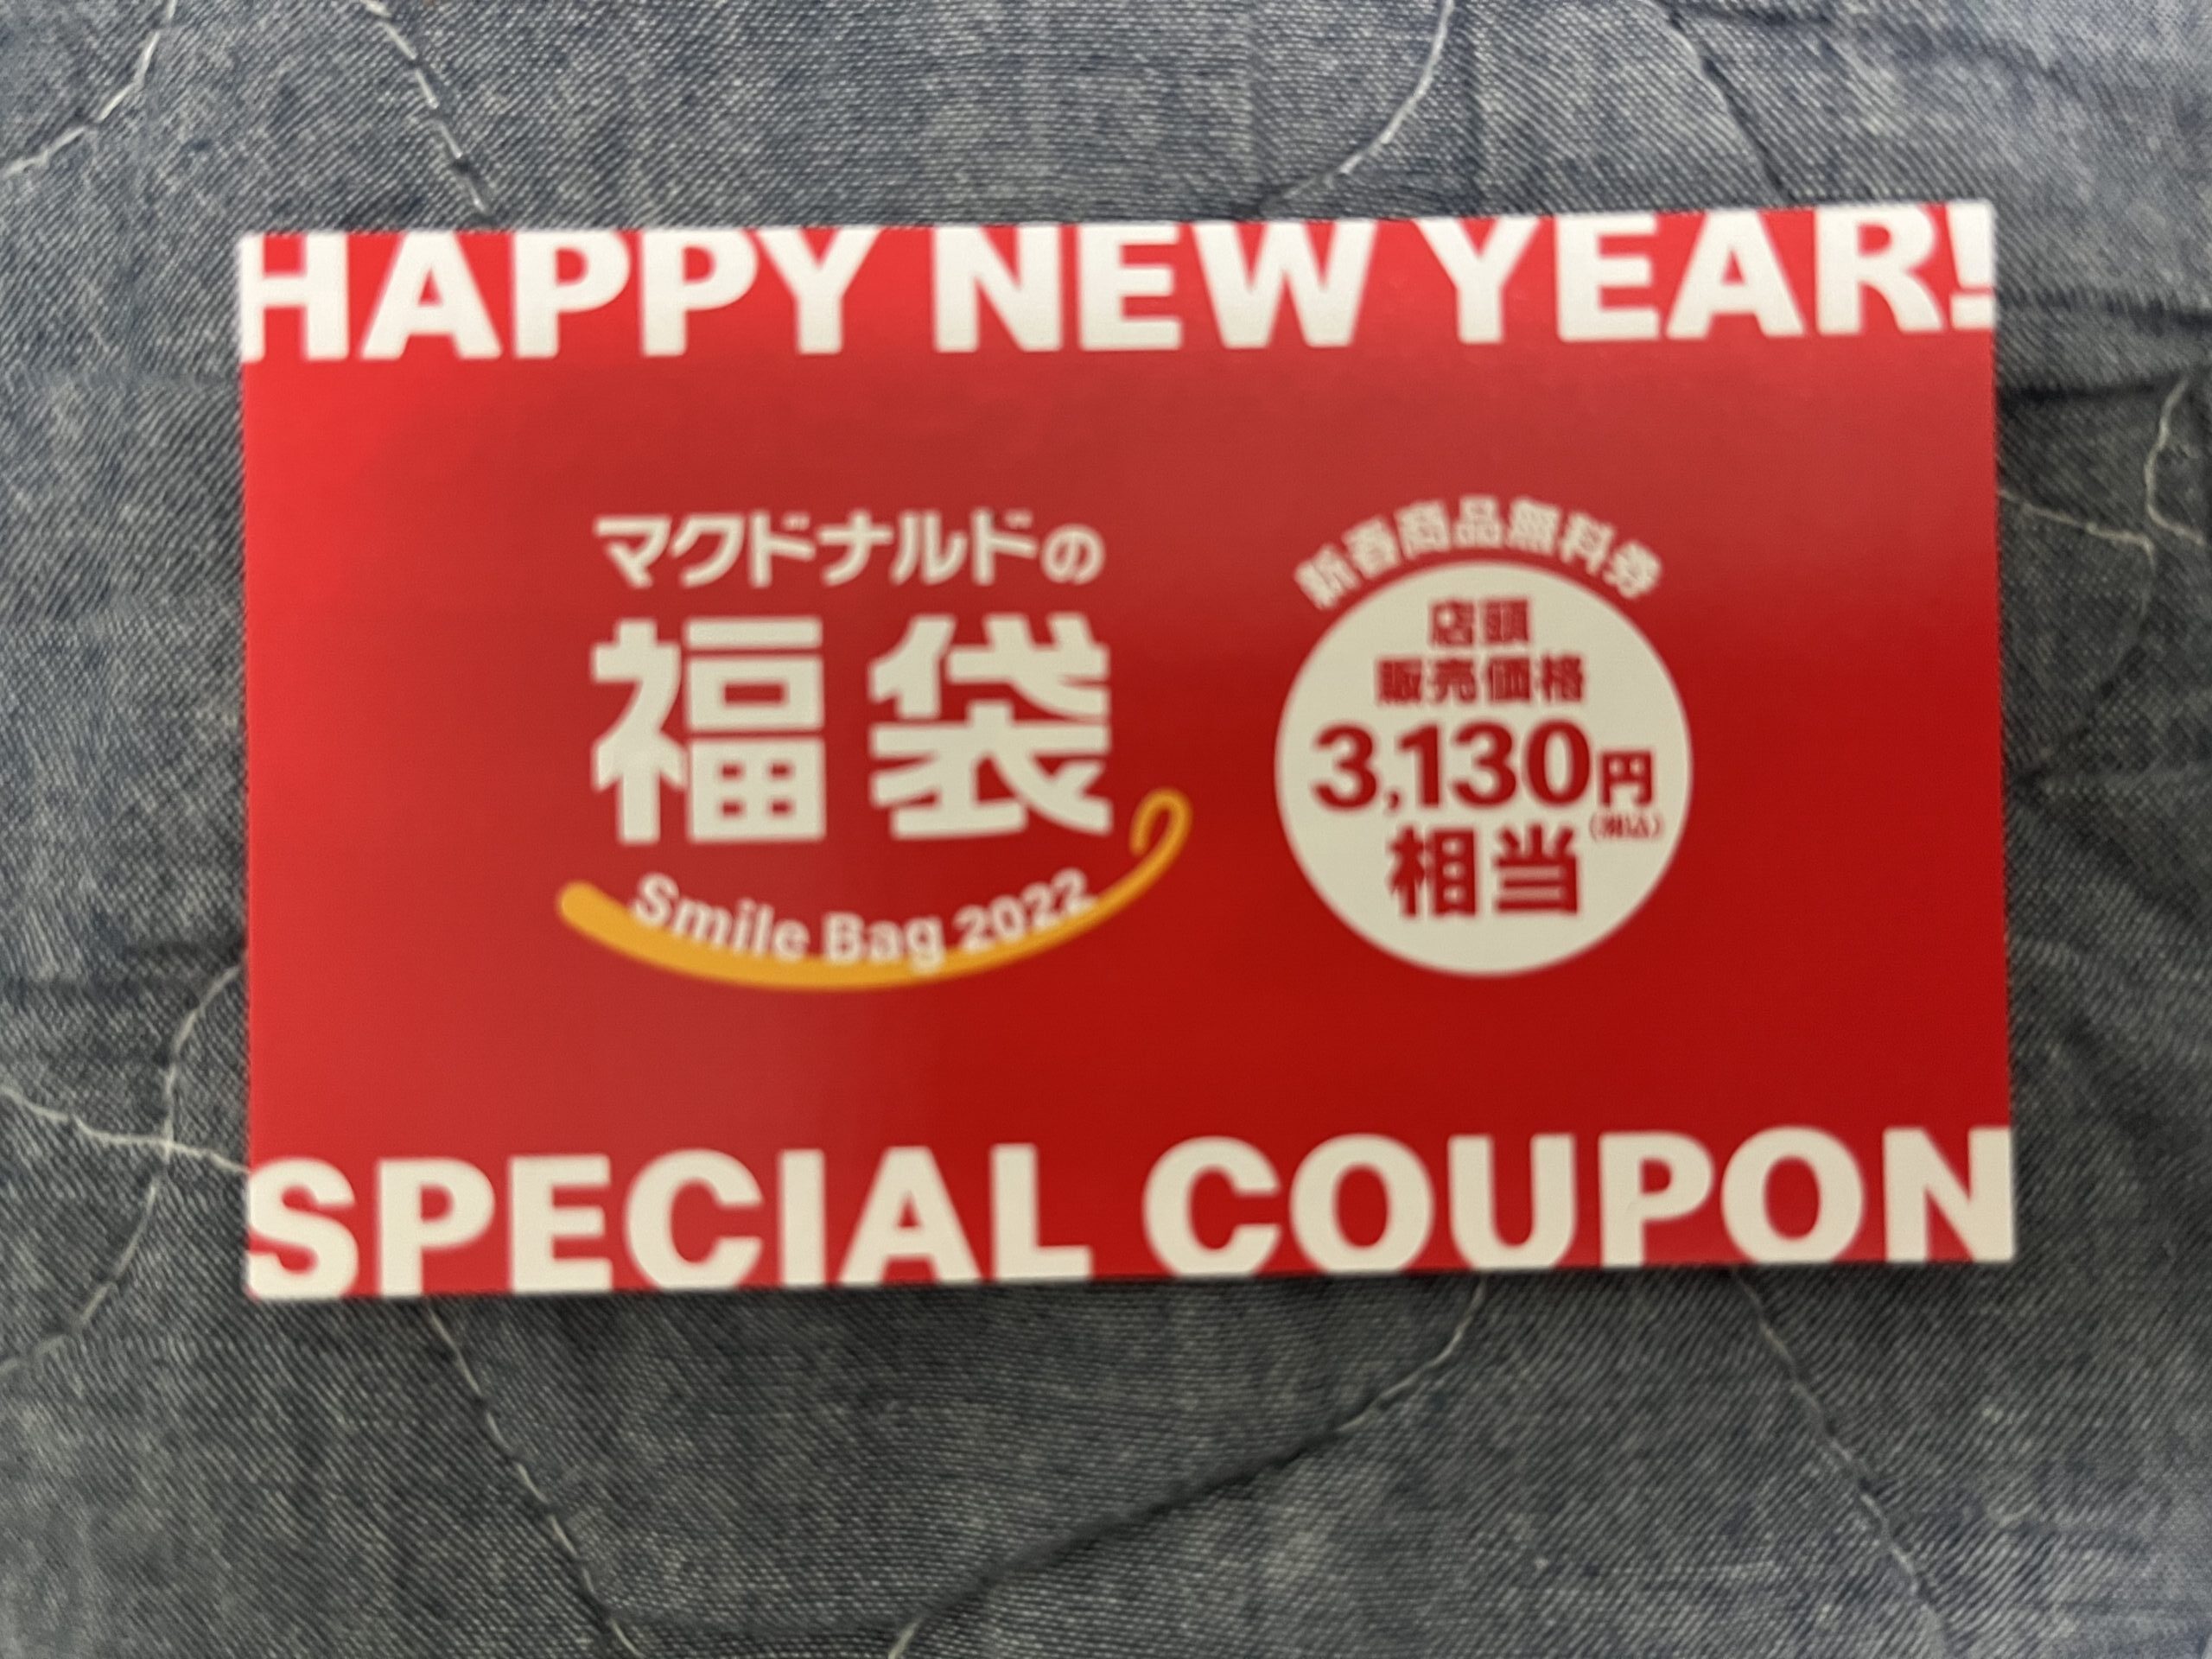 HAPPY NEW YEAR!
マクドナルドの
福袋
Smile Bag 2022
新春商品無料券
店頭
販売価格
3,130円
(税込)
相当
SPECIAL COUPON